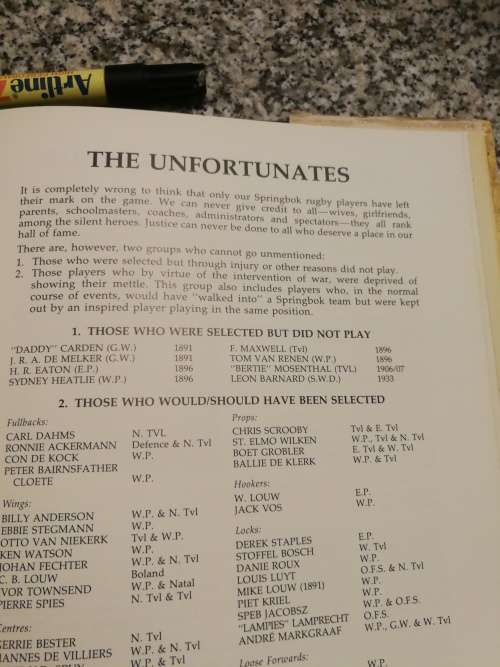 Artline
THE UNFORTUNATES
It is completely wrong to think that only our Springbok rugby players have left
their mark on the game. We can never give credit to all—wives, girlfriends,
parents, schoolmasters, coaches, administrators and spectators—they all rank
among the silent heroes. Justice can never be done to all who deserve a place in our
hall of fame.
There are, however, two groups who cannot go unmentioned:
1. Those who were selected but through injury or other reasons did not play.
2. Those players who by virtue of the intervention of war, were deprived of
showing their mettle. This group also includes players who, in the normal
course of events, would have "walked into" a Springbok team but were kept
out by an inspired player playing in the same position.
1. THOSE WHO WERE SELECTED BUT DID NOT PLAY
"DADDY" CARDEN (G.W.) 1891
J. R. A. DE MELKER (G.W.) 1891
H. R. EATON (E.P.) 1896
SYDNEY HEATLIE (W.P.) 1896
F. MAXWELL (Tvl) 1896
TOM VAN RENEN (W.P.) 1896
"BERTIE" MOSENTHAL (TVL) 1906/07
LEON BARNARD (S.W.D.) 1933
2. THOSE WHO WOULD/SHOULD HAVE BEEN SELECTED
Fullbacks:
CARL DAHMS N. TVL
RONNIE ACKERMANN Defence & N. Tvl
CON DE KOCK W.P.
PETER BAIRNSFATHER
CLOETE W.P.
Wings:
BILLY ANDERSON W.P. & N. Tvl
EBBIE STEGMANN W.P.
OTTO VAN NIEKERK Tvl & W.P.
KEN WATSON W.P.
JOHAN FECHTER W.P. & N. Tvl
C. B. LOUW Boland
VOR TOWNSEND W.P. & Natal
PIERRE SPIES N. Tvl & Tvl
Centres:
GERRIE BESTER N. Tvl
HANNES DE VILLIERS W.P. & N. Tvl
W.P. & Tvl
Props:
CHRIS SCROOBY Tvl & E. Tvl
ST. ELMO WILKEN W.P., Tvl & N. Tvl
BOET GROBLER E. Tvl & W. Tvl
BALLIE DE KLERK W.P. & Tvl
Hookers:
W. LOUW E.P.
JACK VOS W.P.
Locks:
DEREK STAPLES E.P.
STOFFEL BOSCH W. Tvl
DANIE ROUX W.P.
LOUIS LUYT O.F.S. & N. Tvl
MIKE LOUW (1891) W.P.
PIET KRIEL W.P.
SPEB JACOBSZ W.P. & O.F.S.
"LAMPIES" LAMPRECHT O.F.S.
ANDRÉ MARKGRAAF W.P., G.W. & W. Tvl
Loose Forwards:
W.P.